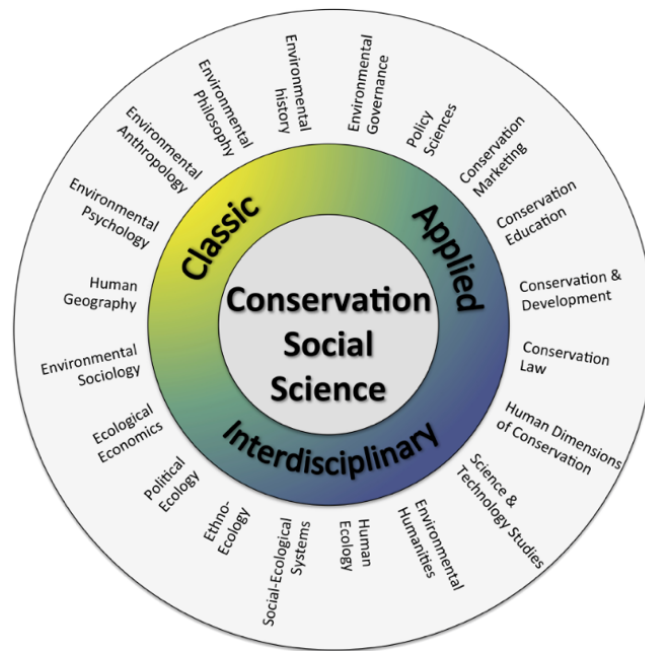 Conservation
Social
Science
Classic
Applied
Interdisciplinary
Environmental
history
Environmental
Governance
Policy
Sciences
Conservation
Marketing
Conservation
Education
Conservation &
Development
Conservation
Law
Human Dimensions
of Conservation
Science &
Technology Studies
Environmental
Humanities
Human
Ecology
Social-Ecological
Systems
Ethno-
Ecology
Political
Ecology
Ecological
Economics
Environmental
Sociology
Human
Geography
Environmental
Psychology
Environmental
Anthropology
Environmental
Philosophy